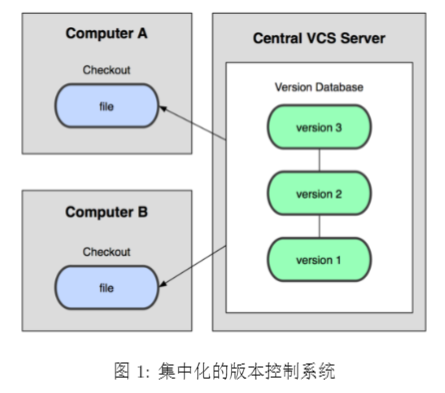 Computer A
Checkout
file
Computer B
Checkout
file
Central VCS Server
Version Database
version 3
version 2
version 1
图 1: 集中化的版本控制系统